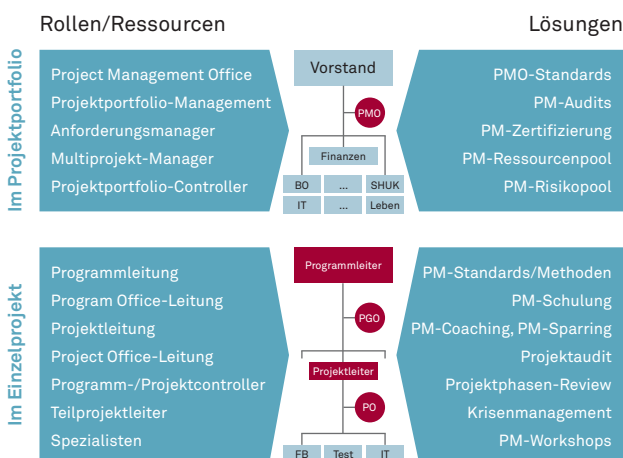 Rollen/Ressourcen
Lösungen
Im Projektportfolio
Project Management Office
Projektportfolio-Management
Anforderungsmanager
Multiprojekt-Manager
Projektportfolio-Controller
Vorstand
PMO
Finanzen
BO ... SHUK
IT ... Leben
PMO-Standards
PM-Audits
PM-Zertifizierung
PM-Ressourcenpool
PM-Risikopool
Im Einzelprojekt
Programmleitung
Program Office-Leitung
Projektleitung
Project Office-Leitung
Programm-/Projektcontroller
Teilprojektleiter
Spezialisten
Programmleiter
PGO
Projektleiter
PO
FB Test IT
PM-Standards/Methoden
PM-Schulung
PM-Coaching, PM-Sparring
Projektaudit
Projektphasen-Review
Krisenmanagement
PM-Workshops